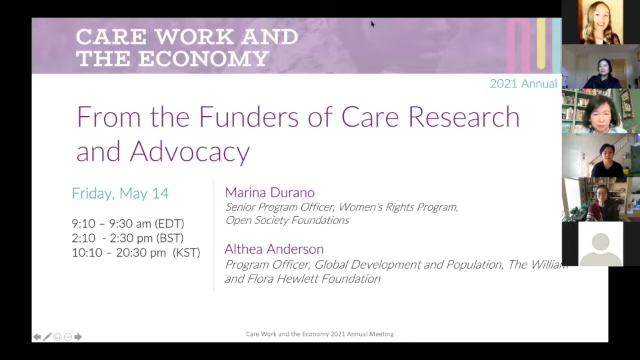 CARE WORK AND
THE ECONOMY
2021 Annual
From the Funders of Care Research
and Advocacy
Friday, May 14
9:10 – 9:30 am (EDT)
2:10 - 2:30 pm (BST)
10:10 – 20:30 pm (KST)
Marina Durano
Senior Program Officer, Women's Rights Program,
Open Society Foundations
Althea Anderson
Program Officer, Global Development and Population, The William
and Flora Hewlett Foundation
Care Work and the Economy 2021 Annual Meeting